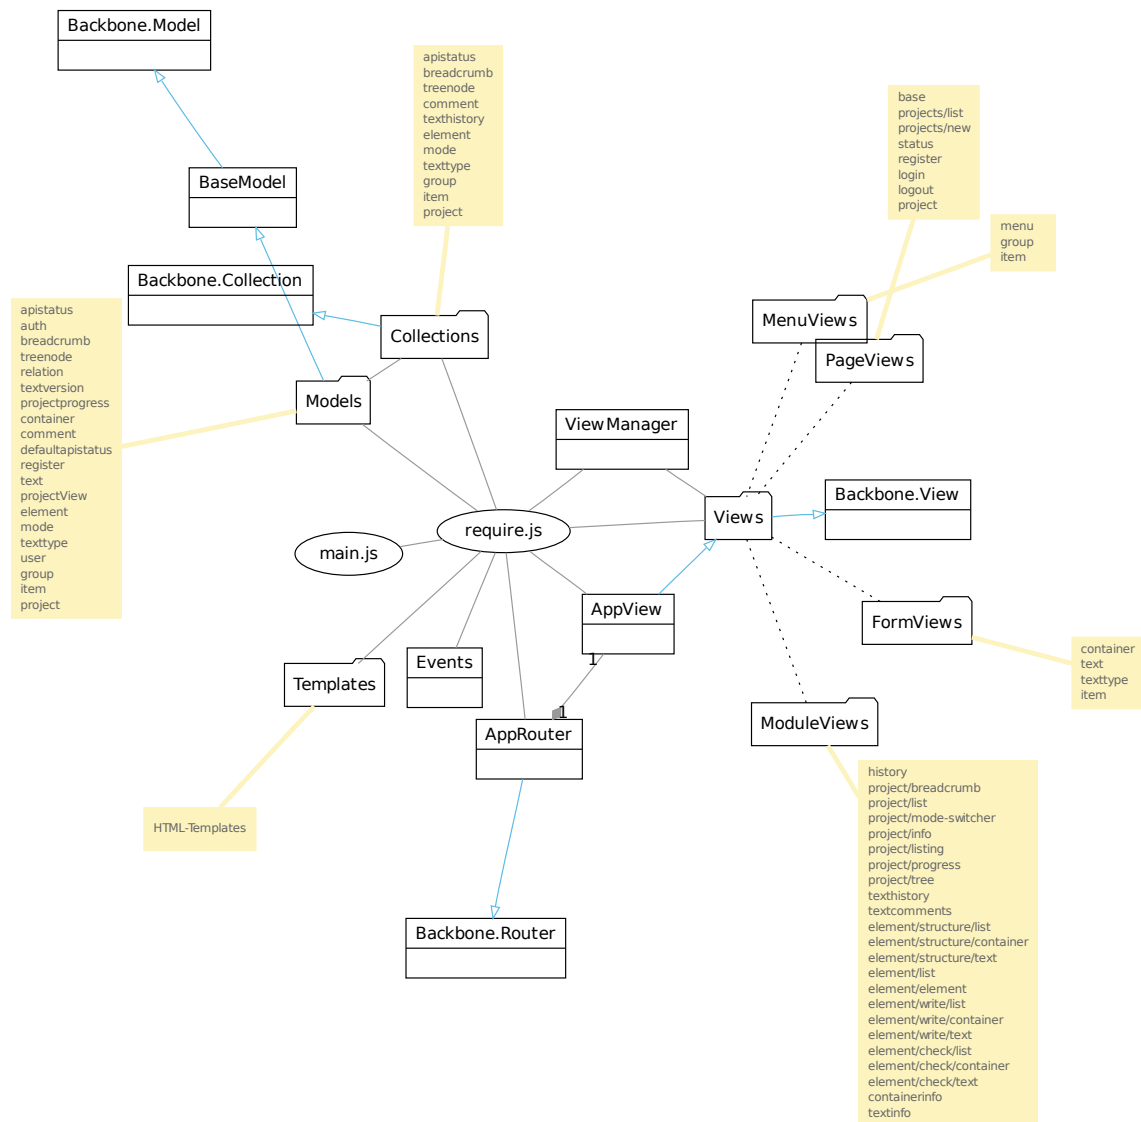 Backbone.Model
apistatus
breadcrumb
treenode
comment
texthistory
element
mode
texttype
group
item
project
base
projects/list
projects/new
status
register
login
logout
project
BaseModel
menu
group
item
Backbone.Collection
MenuViews
Collections
PageViews
apistatus
auth
breadcrumb
treenode
relation
textversion
projectprogress
container
comment
defaultapistatus
register
text
projectView
element
mode
texttype
user
group
item
project
Models
ViewManager
Backbone.View
Views
require.js
main.js
AppView
1
FormViews
container
text
texttype
item
Events
Templates
1
AppRouter
ModuleViews
HTML-Templates
history
project/breadcrumb
project/list
project/mode-switcher
project/info
project/listing
project/progress
project/tree
texthistory
textcomments
element/structure/list
element/structure/container
element/structure/text
element/list
element/element
element/write/list
element/write/container
element/write/text
element/check/list
element/check/container
element/check/text
containerinfo
textinfo
Backbone.Router